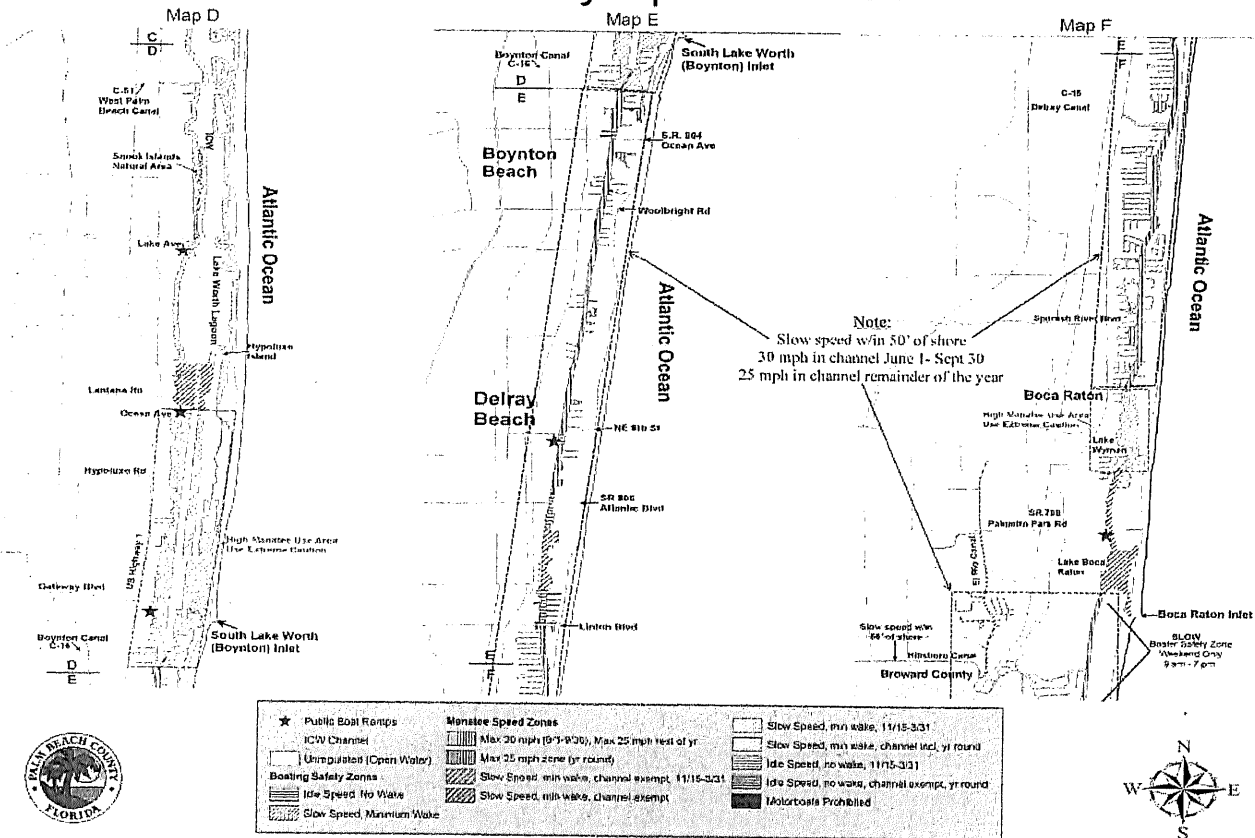 Map D
C
D
C-51
West Palm
Beach Canal
ICW
Snook Islands
Natural Area
Lake Ave
Lake Worth Lagoon
Atlantic Ocean
Hypoluxo
Island
Lantana Rd
Ocean Ave
Hypoluxo Rd
High Manatee Use Area
Use Extreme Caution
US Highway 1
Gateway Blvd
Boynton Canal
C-16
D
E
South Lake Worth
(Boynton) Inlet
Map E
Boynton Canal
C-16
D
E
South Lake Worth
(Boynton) Inlet
S.R. 804
Ocean Ave
Boynton
Beach
Woolbright Rd
Atlantic Ocean
Delray
Beach
NE 8th St
SR 806
Atlantic Blvd
Linton Blvd
E
F
Note:
Slow speed w/in 50' of shore
30 mph in channel June 1- Sept 30
25 mph in channel remainder of the year
Map F
E
F
C-15
Delray Canal
Atlantic Ocean
Spanish River Blvd
Boca Raton
High Manatee Use Area
Use Extreme Caution
Lake
Wyman
SR 798
Palmetto Park Rd
El Rio Canal
Lake Boca
Raton
Boca Raton Inlet
Slow speed w/in
50' of shore
Hillsboro Canal
Broward County
SLOW
Boater Safety Zone
Weekend Only
9 am - 7 pm
Public Boat Ramps
ICW Channel
Unregulated (Open Water)
Boating Safety Zones
Idle Speed, No Wake
Slow Speed, Minimum Wake
Manatee Speed Zones
Max 30 mph (6/1-9/30), Max 25 mph rest of yr
Max 25 mph zone (yr round)
Slow Speed, min wake, channel exempt, 11/15-3/31
Slow Speed, min wake, channel exempt
Slow Speed, min wake, 11/15-3/31
Slow Speed, min wake, channel incl, yr round
Idle Speed, no wake, 11/15-3/31
Idle Speed, no wake, channel exempt, yr round
Motorboats Prohibited
PALM BEACH COUNTY
FLORIDA
N
W E
S